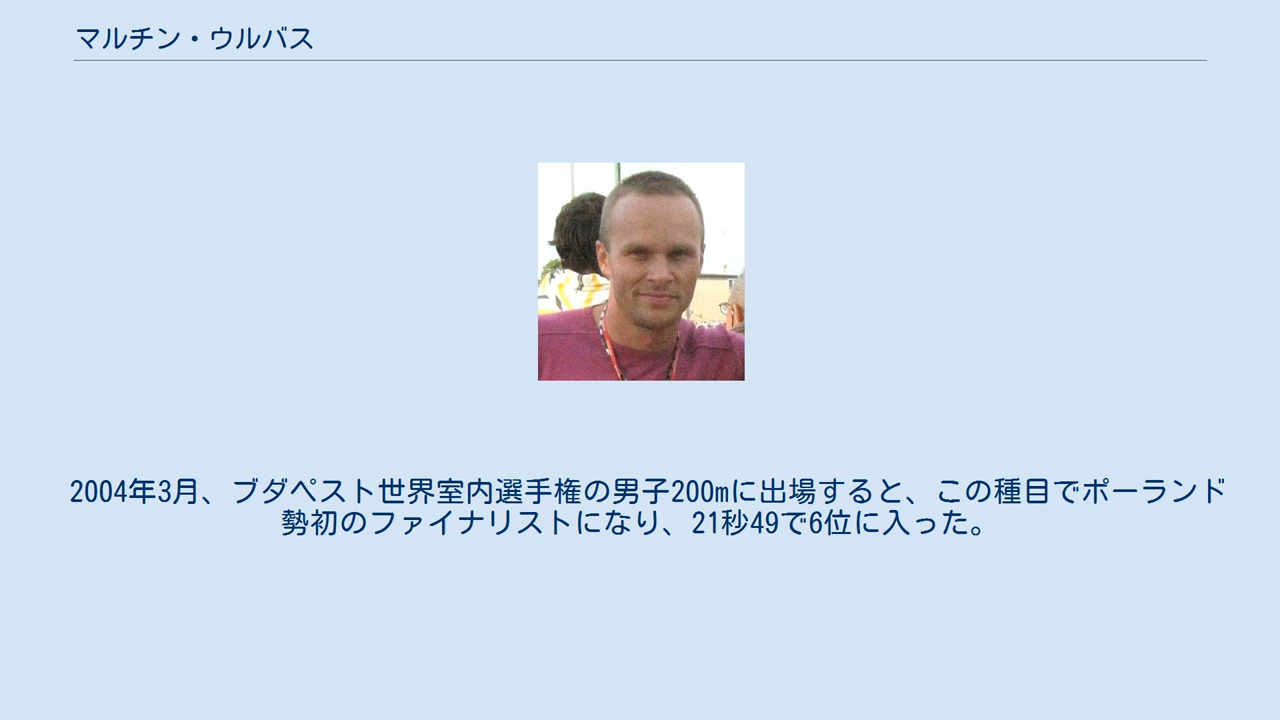 マルチン・ウルバス
2004年3月、ブダペスト世界室内選手権の男子200mに出場すると、この種目でポーランド
勢初のファイナリストになり、21秒49で6位に入った。